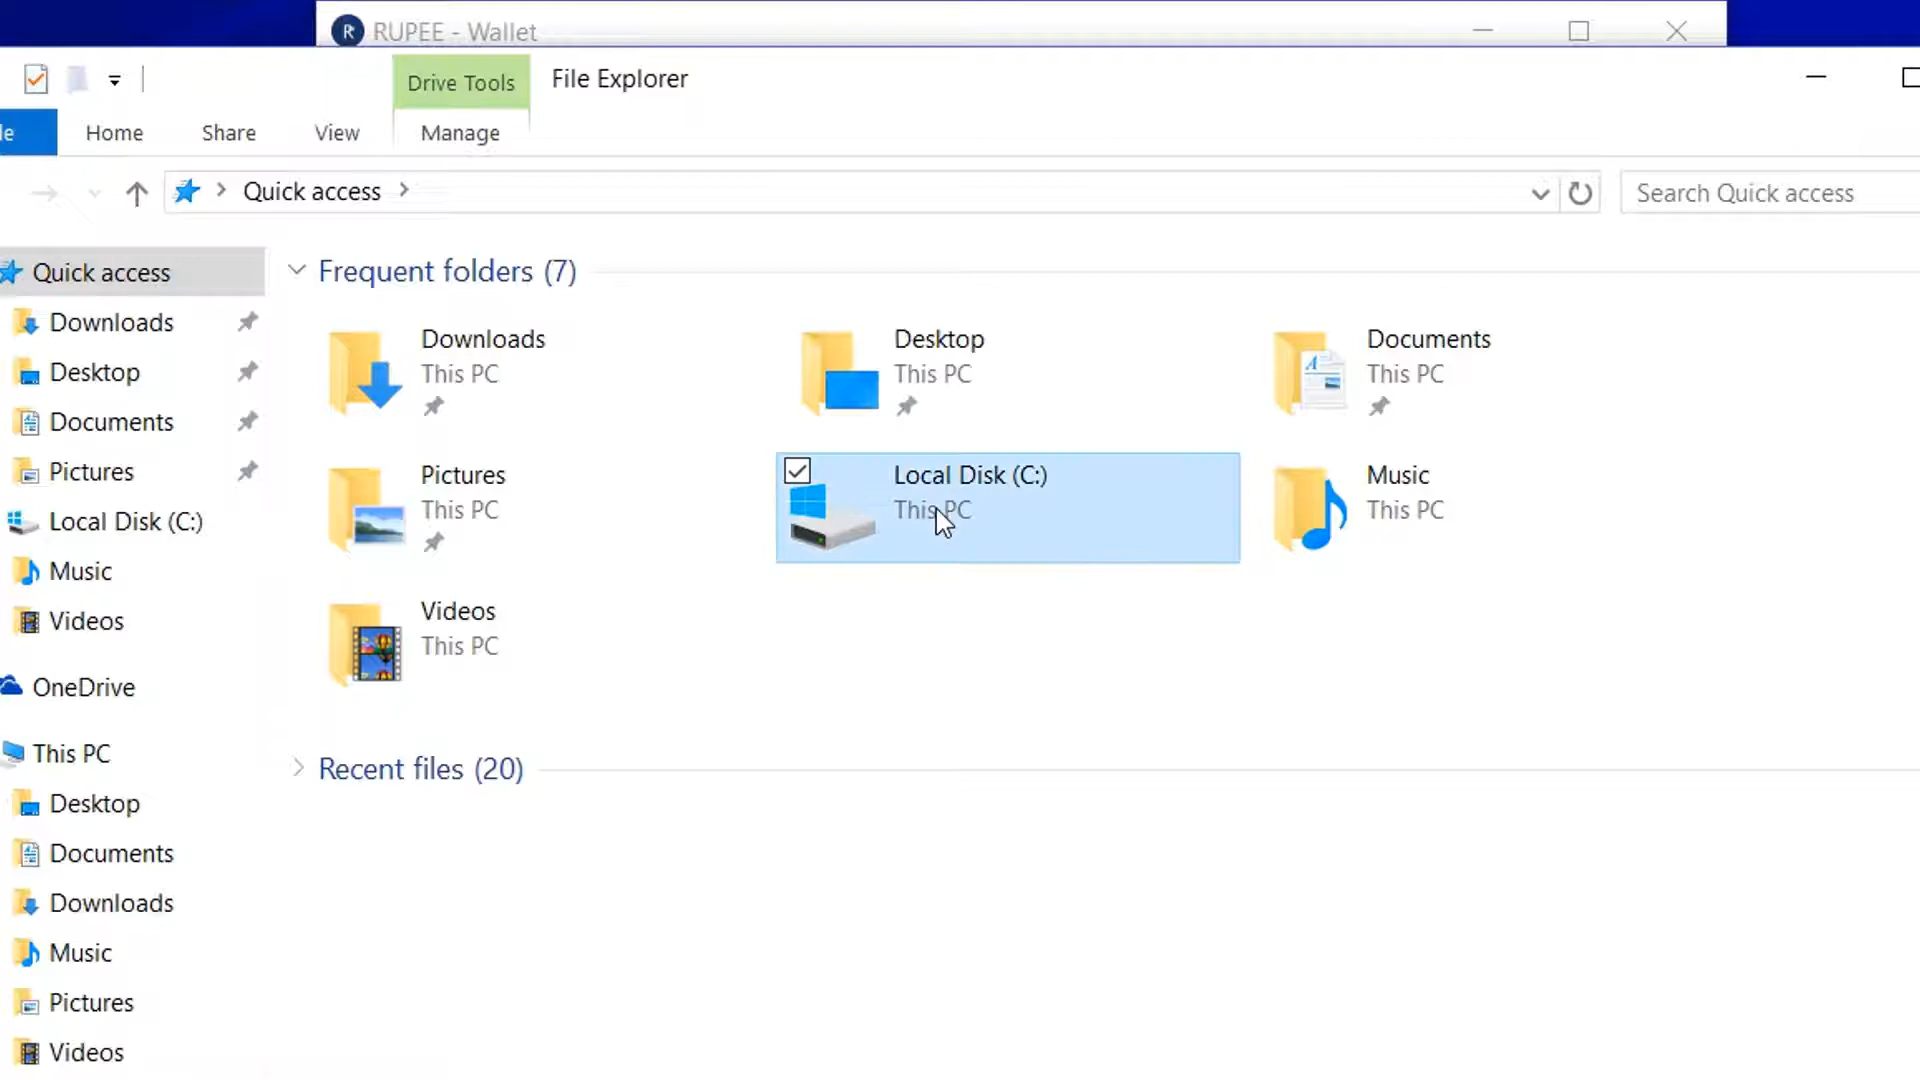 R RUPEE - Wallet
Drive Tools
File Explorer
le
Home
Share
View
Manage
Quick access
Search Quick access
Quick access
Downloads
Desktop
Documents
Pictures
Local Disk (C:)
Music
Videos
OneDrive
This PC
Desktop
Documents
Downloads
Music
Pictures
Videos
Frequent folders (7)
Downloads
This PC
Desktop
This PC
Documents
This PC
Pictures
This PC
Local Disk (C:)
This PC
Music
This PC
Videos
This PC
Recent files (20)